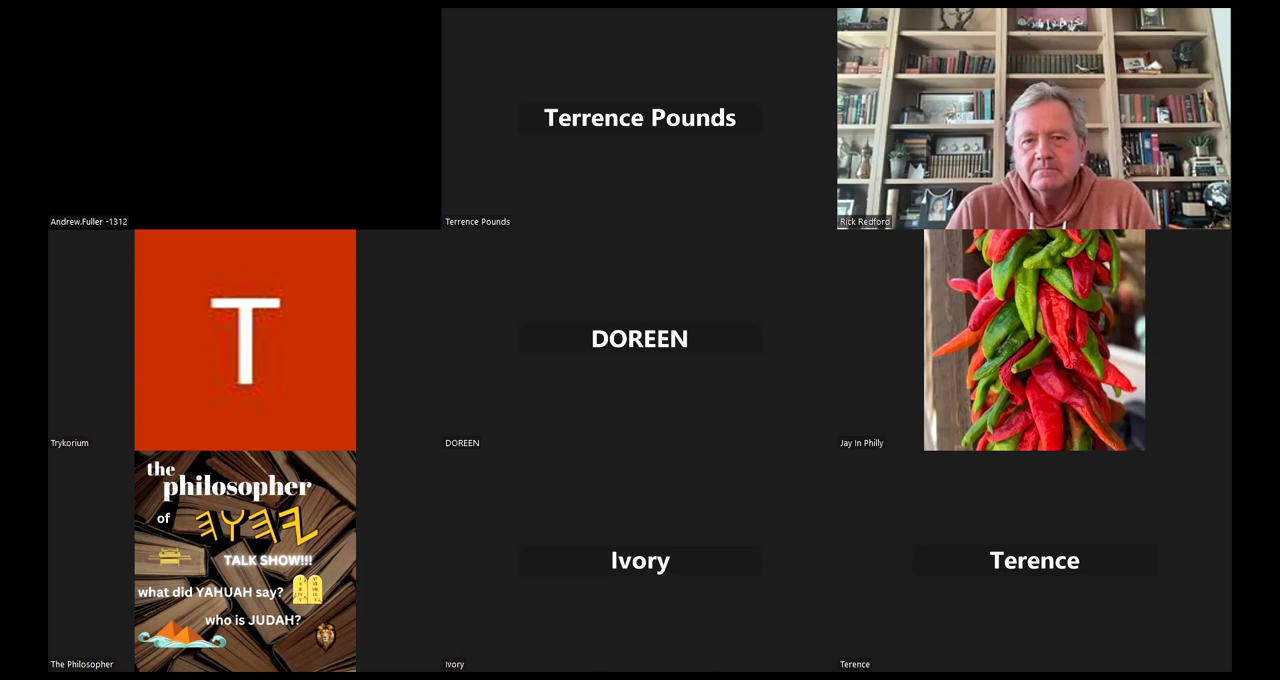 Terrence Pounds
Andrew.Fuller -1312
Terrence Pounds
Rick Redford
T
DOREEN
Trykorium
DOREEN
Jay In Philly
the
philosopher
of 𐤉𐤄𐤅𐤄
TALK SHOW!!!
what did YAHUAH say?
who is JUDAH?
Ivory
Terence
The Philosopher
Ivory
Terence